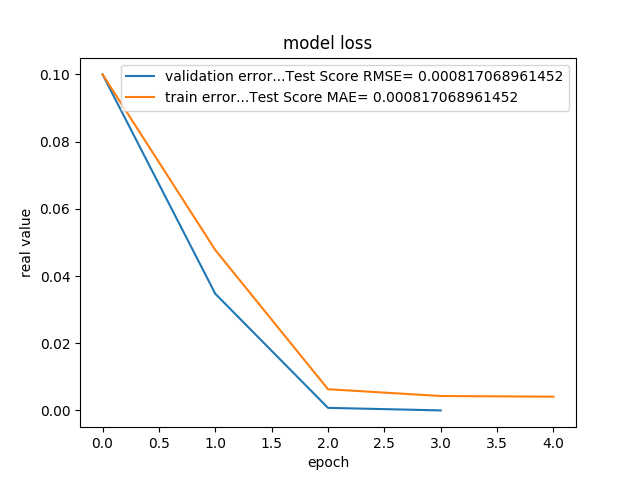 model loss
validation error...Test Score RMSE= 0.000817068961452
train error...Test Score MAE= 0.000817068961452
real value
0.10
0.08
0.06
0.04
0.02
0.00
0.0 0.5 1.0 1.5 2.0 2.5 3.0 3.5 4.0
epoch